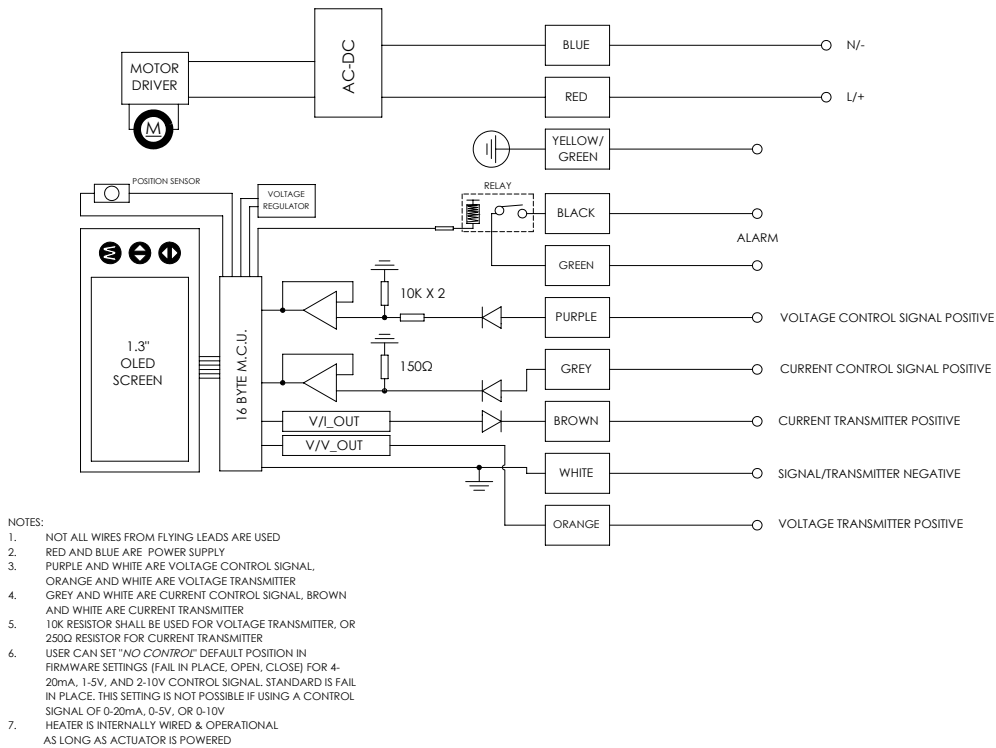 BLUE
N/-
AC-DC
MOTOR
DRIVER
M
RED
L/+
YELLOW/
GREEN
POSITION SENSOR
VOLTAGE
REGULATOR
RELAY
BLACK
ALARM
GREEN
10K X 2
PURPLE
VOLTAGE CONTROL SIGNAL POSITIVE
1.3"
OLED
SCREEN
16 BYTE M.C.U.
150Ω
GREY
CURRENT CONTROL SIGNAL POSITIVE
V/I_OUT
BROWN
CURRENT TRANSMITTER POSITIVE
V/V_OUT
WHITE
SIGNAL/TRANSMITTER NEGATIVE
ORANGE
VOLTAGE TRANSMITTER POSITIVE
NOTES:
1. NOT ALL WIRES FROM FLYING LEADS ARE USED
2. RED AND BLUE ARE POWER SUPPLY
3. PURPLE AND WHITE ARE VOLTAGE CONTROL SIGNAL,
ORANGE AND WHITE ARE VOLTAGE TRANSMITTER
4. GREY AND WHITE ARE CURRENT CONTROL SIGNAL, BROWN
AND WHITE ARE CURRENT TRANSMITTER
5. 10K RESISTOR SHALL BE USED FOR VOLTAGE TRANSMITTER, OR
250Ω RESISTOR FOR CURRENT TRANSMITTER
6. USER CAN SET "NO CONTROL" DEFAULT POSITION IN
FIRMWARE SETTINGS (FAIL IN PLACE, OPEN, CLOSE) FOR 4-
20mA, 1-5V, AND 2-10V CONTROL SIGNAL. STANDARD IS FAIL
IN PLACE. THIS SETTING IS NOT POSSIBLE IF USING A CONTROL
SIGNAL OF 0-20mA, 0-5V, OR 0-10V
7. HEATER IS INTERNALLY WIRED & OPERATIONAL
AS LONG AS ACTUATOR IS POWERED